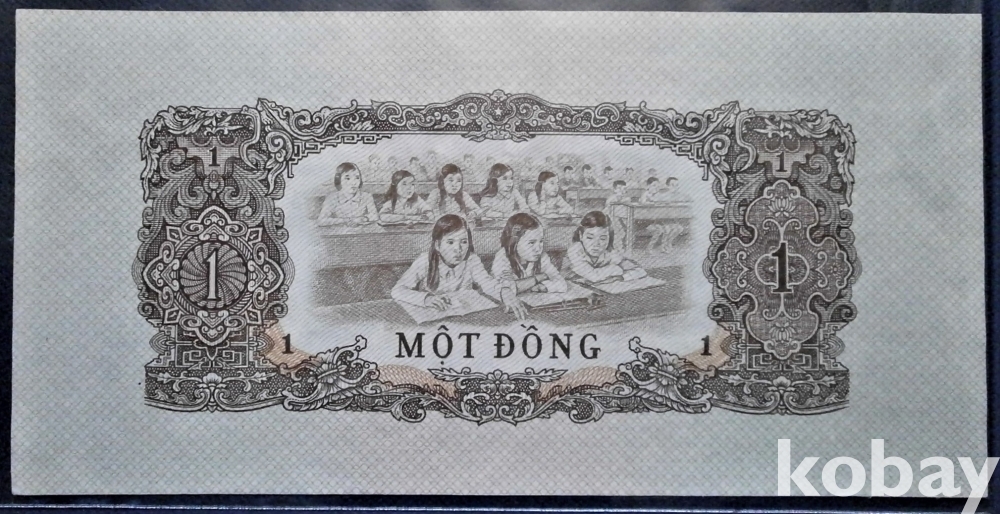 1 1
1 1
1 MỘT ĐỒNG 1
kobay